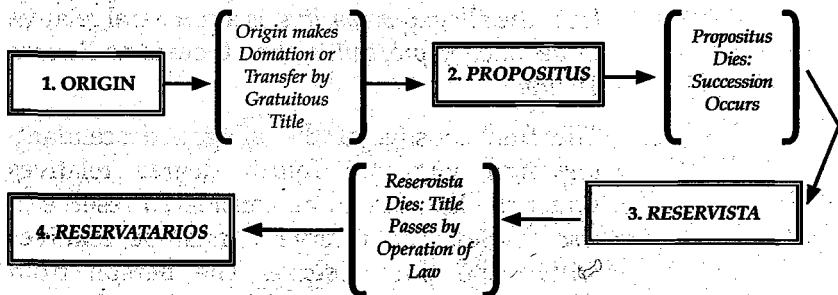 1. ORIGIN
Origin makes
Domation or
Transfer by
Gratuitous
Title
2. PROPOSITUS
Propositus
Dies:
Succession
Occurs
3. RESERVISTA
Reservista
Dies: Title
Passes by
Operation of
Law
4. RESERVATARIOS